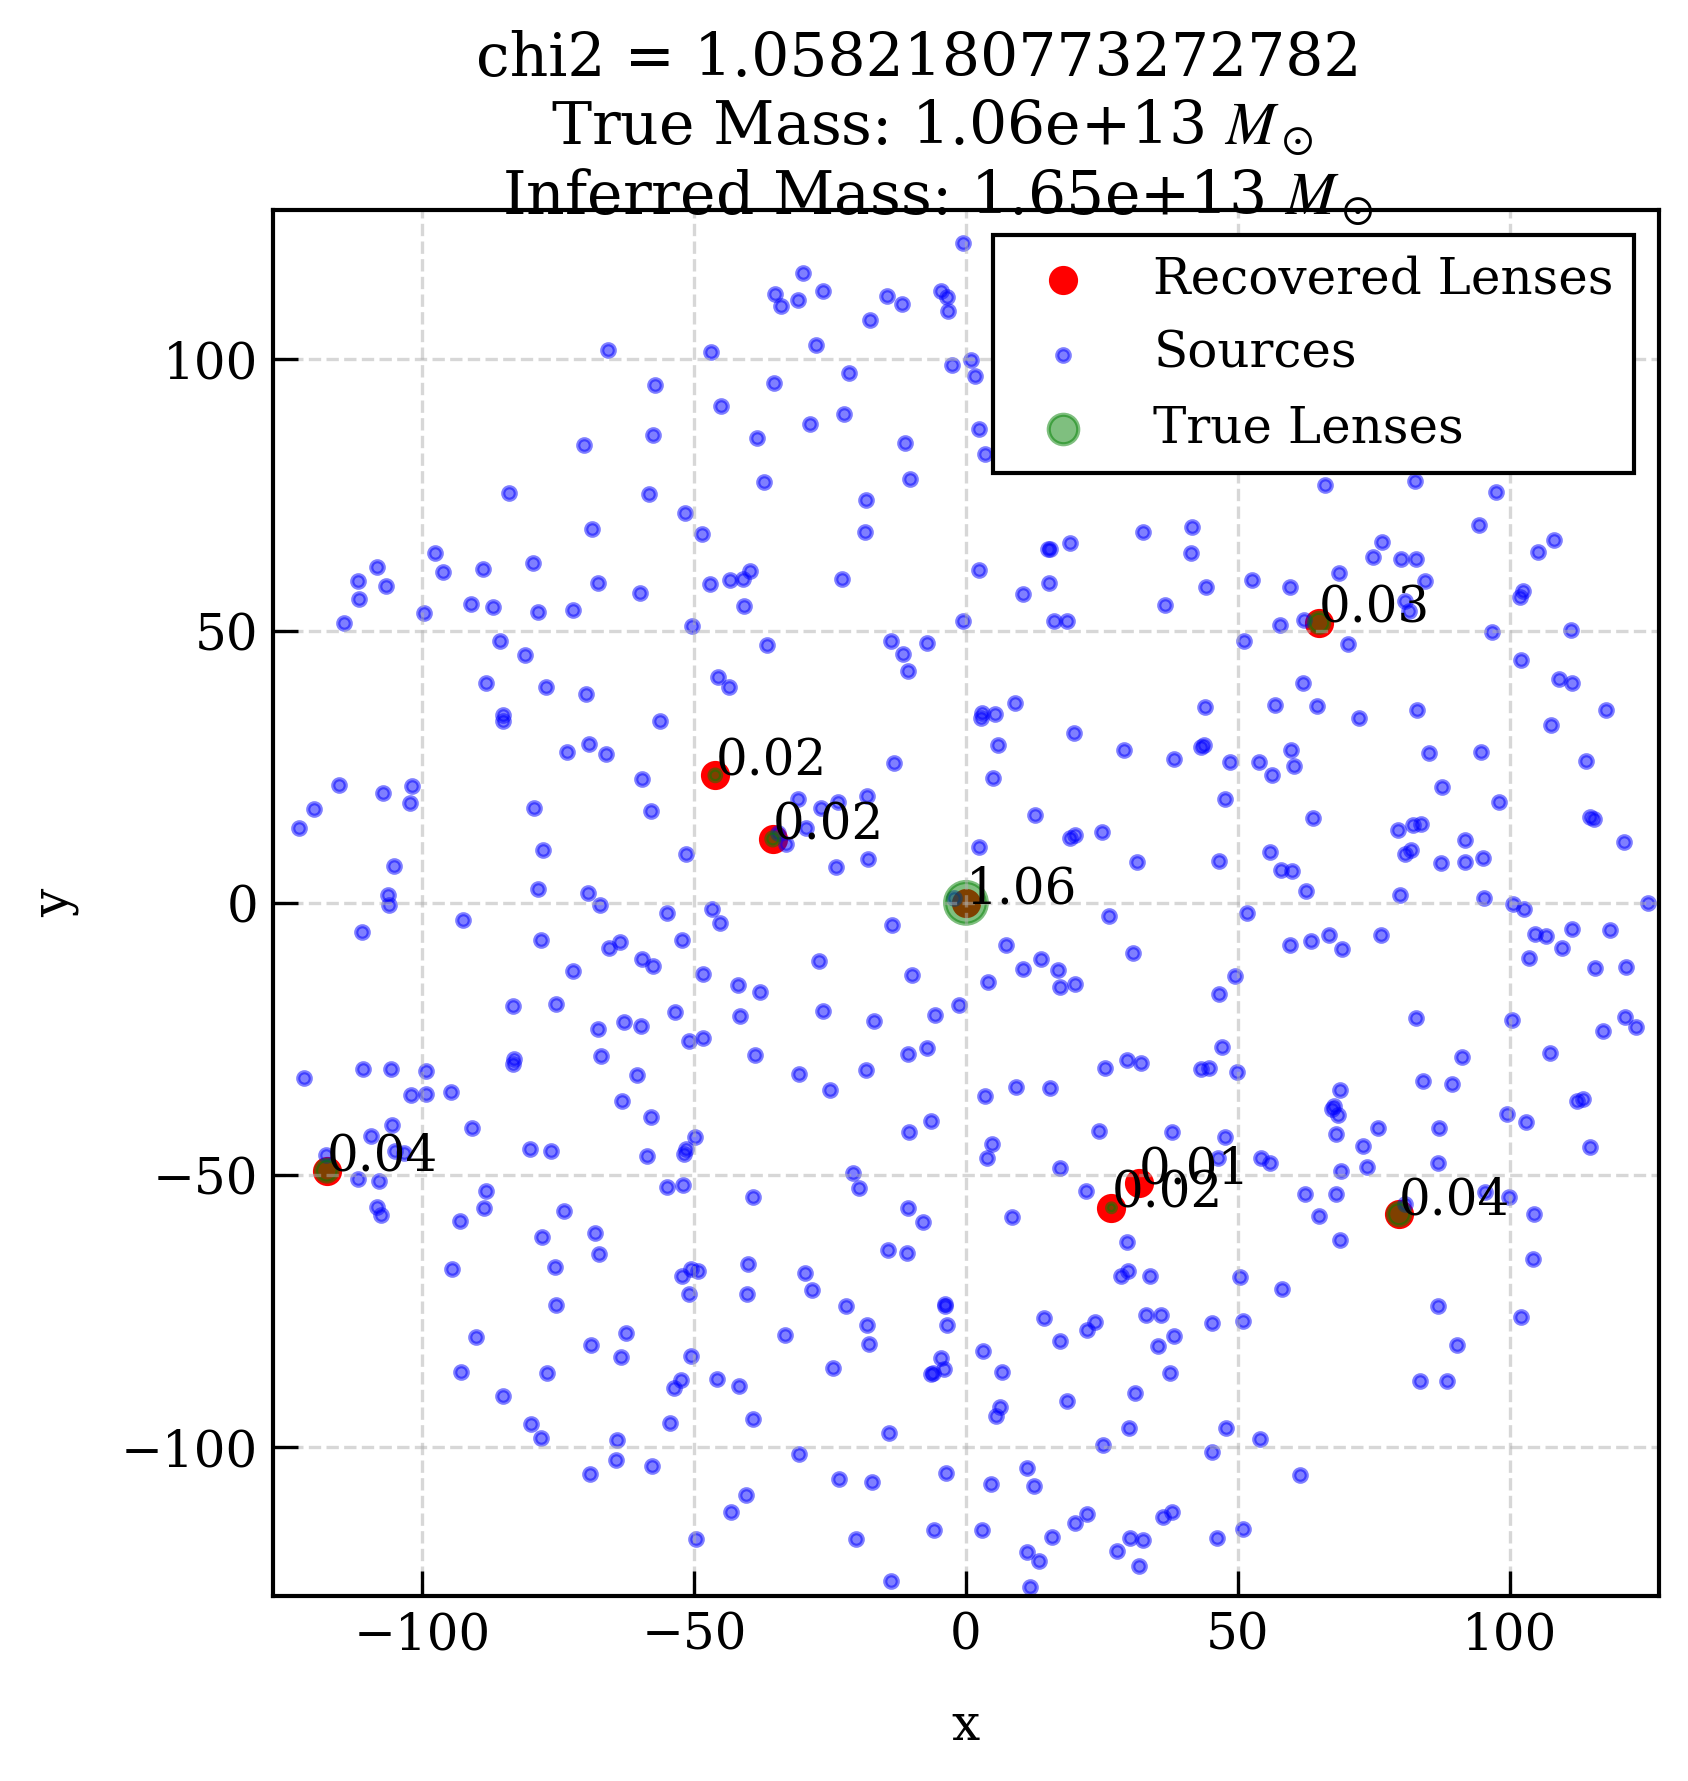 chi2 = 1.0582180773272782
True Mass: 1.06e+13 M⊙
Inferred Mass: 1.65e+13 M⊙
Recovered Lenses
Sources
True Lenses
100
50
0
−50
−100
y
0.03
0.02
0.02
1.06
0.04
0.01
0.02
0.04
−100
−50
0
50
100
x